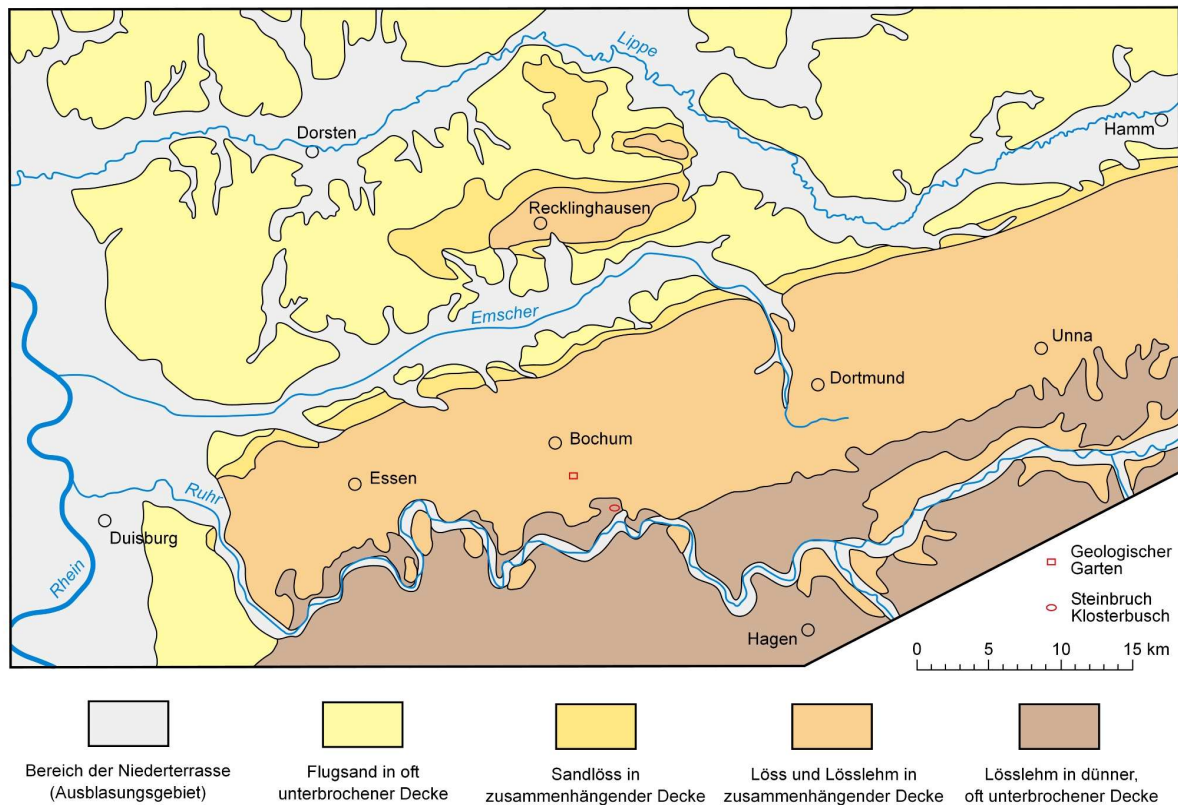 Lippe
Dorsten
Hamm
Recklinghausen
Emscher
Unna
Dortmund
Bochum
Essen
Ruhr
Duisburg
Rhein
Hagen
Geologischer
Garten
Steinbruch
Klosterbusch
0 5 10 15 km
Bereich der Niederterrasse
(Ausblasungsgebiet)
Flugsand in oft
unterbrochener Decke
Sandlöss in
zusammenhängender Decke
Löss und Lösslehm in
zusammenhängender Decke
Lösslehm in dünner,
oft unterbrochener Decke